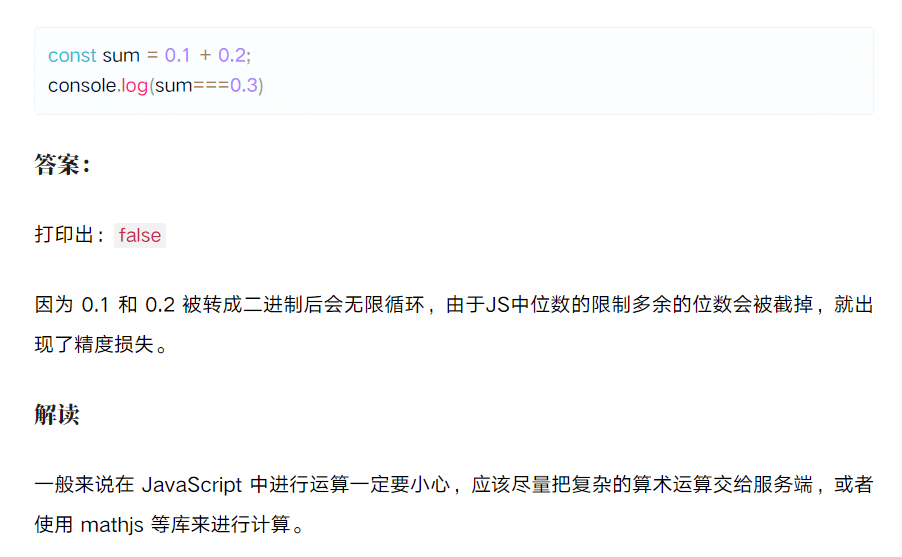 const sum = 0.1 + 0.2;
console.log(sum===0.3)
答案：
打印出：false
因为 0.1 和 0.2 被转成二进制后会无限循环，由于JS中位数的限制多余的位数会被截掉，就出
现了精度损失。
解读
一般来说在 JavaScript 中进行运算一定要小心，应该尽量把复杂的算术运算交给服务端，或者
使用 mathjs 等库来进行计算。